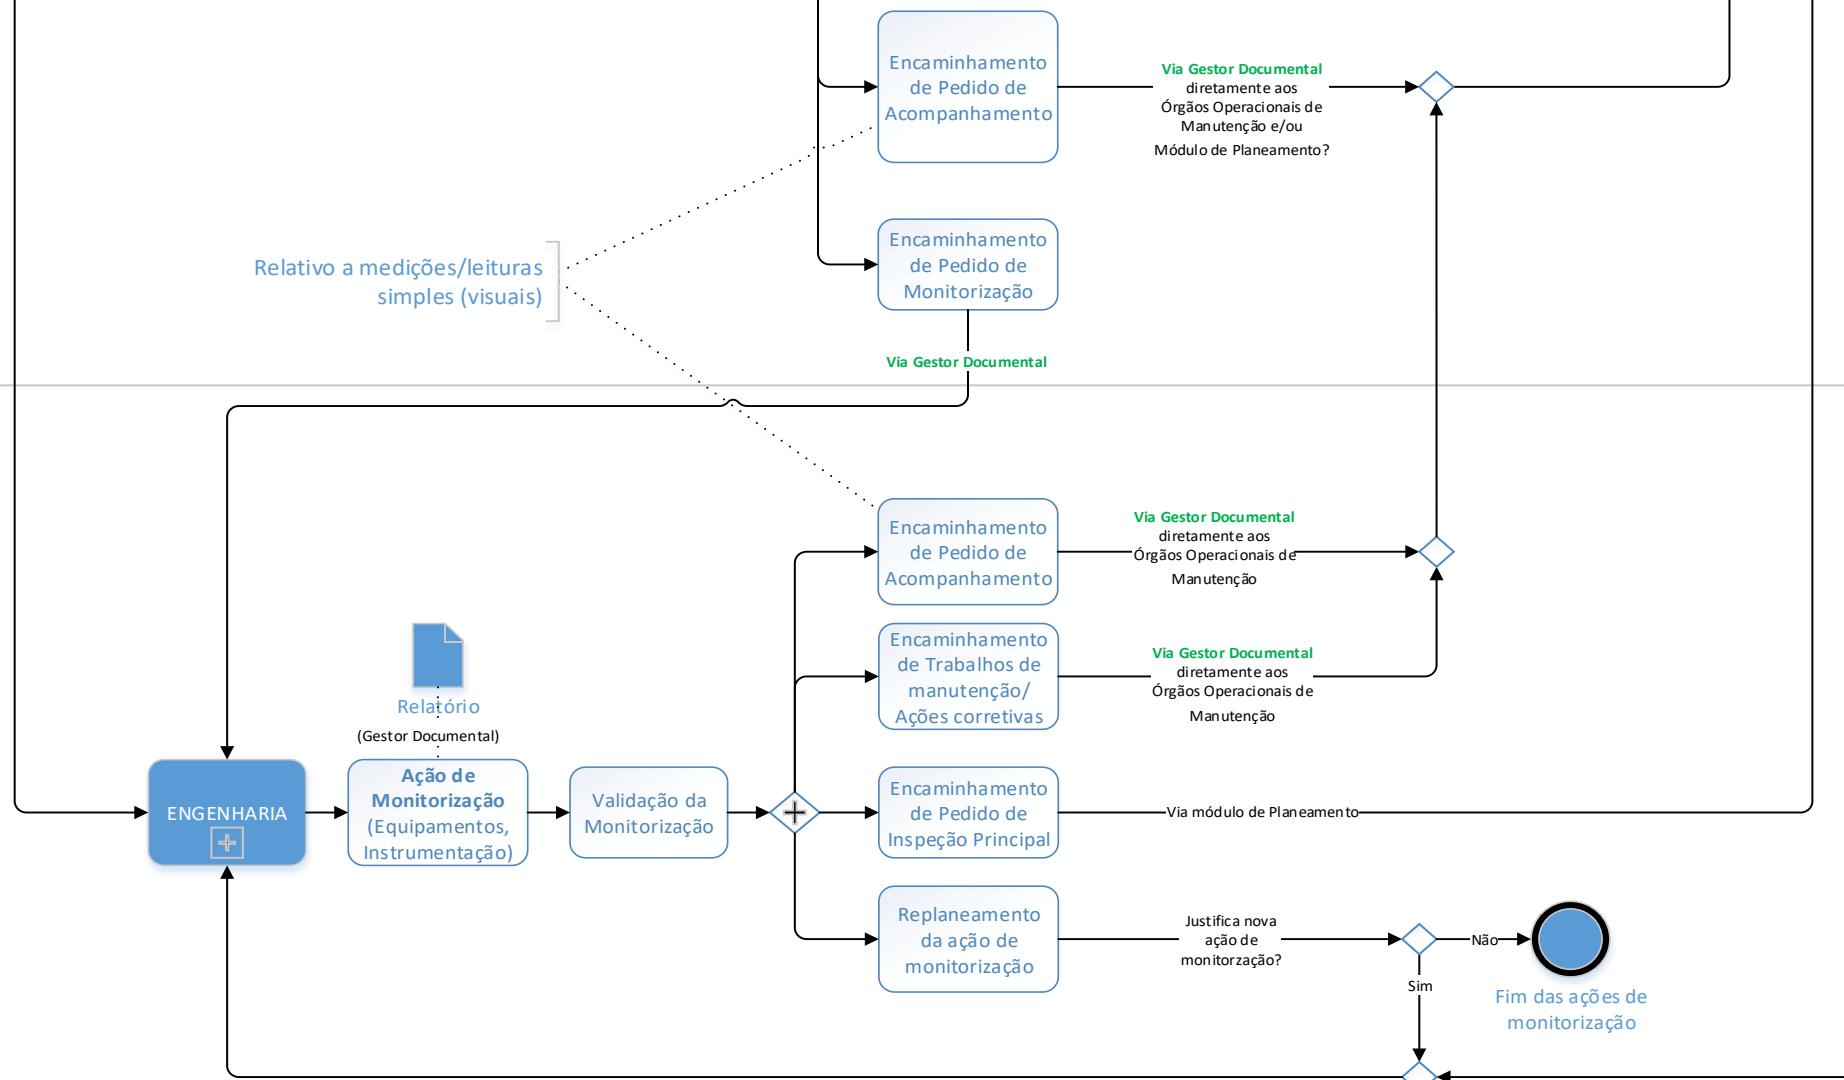 Encaminhamento
de Pedido de
Acompanhamento
Via Gestor Documental
diretamente aos
Órgãos Operacionais de
Manutenção e/ou
Módulo de Planeamento?
Encaminhamento
de Pedido de
Monitorização
Relativo a medições/leituras
simples (visuais)
Via Gestor Documental
Encaminhamento
de Pedido de
Acompanhamento
Via Gestor Documental
diretamente aos
Órgãos Operacionais de
Manutenção
Encaminhamento
de Trabalhos de
manutenção/
Ações corretivas
Via Gestor Documental
diretamente aos
Órgãos Operacionais de
Manutenção
Relatório
(Gestor Documental)
ENGENHARIA
Ação de
Monitorização
(Equipamentos,
Instrumentação)
Validação da
Monitorização
Encaminhamento
de Pedido de
Inspeção Principal
Via módulo de Planeamento
Replaneamento
da ação de
monitorização
Justifica nova
ação de
monitorzação?
Não
Sim
Fim das ações de
monitorização